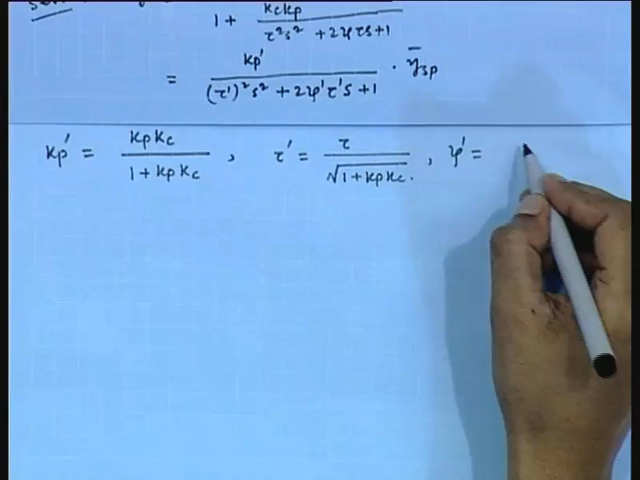 1 + KcKp / τ²s² + 2ψτs+1
= Kp' / (τ')²s² + 2ψ'τ's+1 · ȳsp
Kp' = KpKc / 1+KpKc , τ' = τ / √1+KpKc . , ψ' =